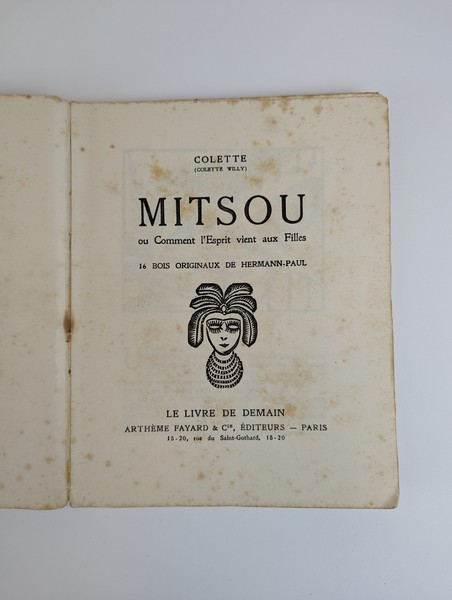 COLETTE
(COLETTE WILLY)
MITSOU
ou Comment l'Esprit vient aux Filles
16 BOIS ORIGINAUX DE HERMANN-PAUL
LE LIVRE DE DEMAIN
ARTHÈME FAYARD & Cie, ÉDITEURS — PARIS
18-20, rue du Saint-Gothard, 18-20